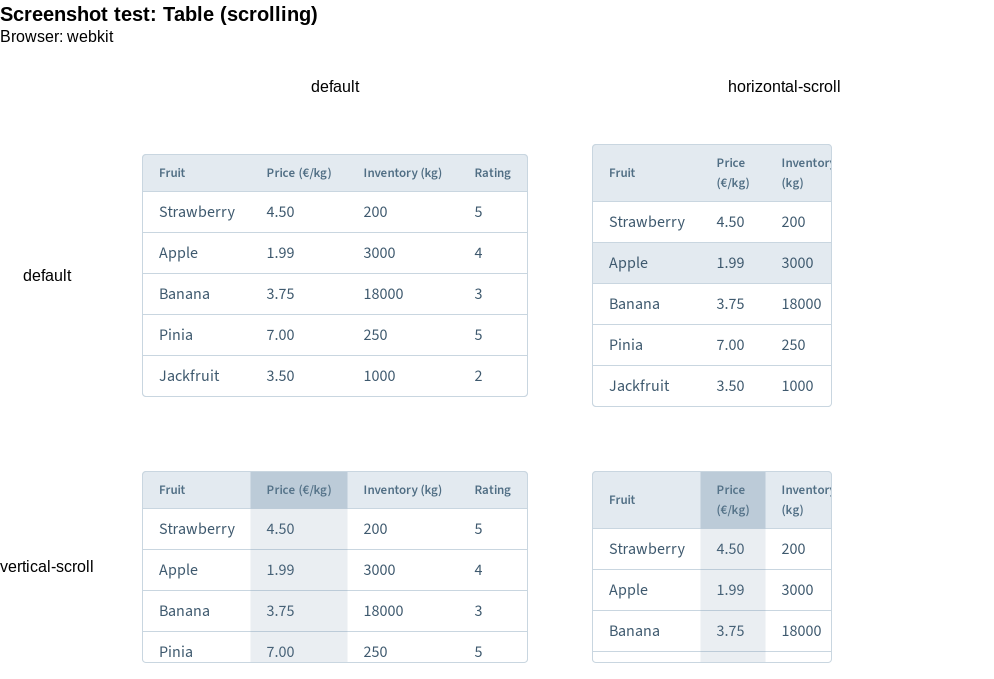 Screenshot test: Table (scrolling)
Browser: webkit
default horizontal-scroll
default
Fruit Price (€/kg) Inventory (kg) Rating
Strawberry 4.50 200 5
Apple 1.99 3000 4
Banana 3.75 18000 3
Pinia 7.00 250 5
Jackfruit 3.50 1000 2
Fruit Price (€/kg) Inventory (kg)
Strawberry 4.50 200
Apple 1.99 3000
Banana 3.75 18000
Pinia 7.00 250
Jackfruit 3.50 1000
vertical-scroll
Fruit Price (€/kg) Inventory (kg) Rating
Strawberry 4.50 200 5
Apple 1.99 3000 4
Banana 3.75 18000 3
Pinia 7.00 250 5
Fruit Price (€/kg) Inventory (kg)
Strawberry 4.50 200
Apple 1.99 3000
Banana 3.75 18000